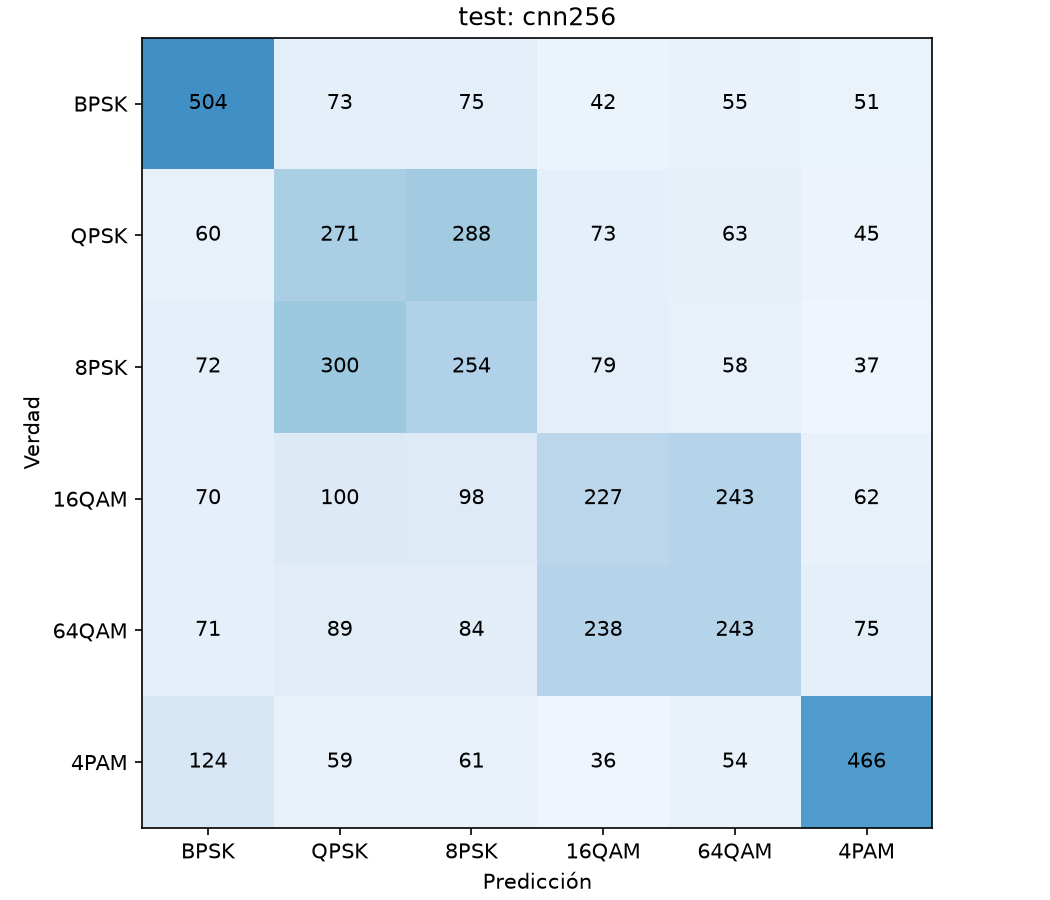 test: cnn256
BPSK 504 73 75 42 55 51
QPSK 60 271 288 73 63 45
8PSK 72 300 254 79 58 37
Verdad
16QAM 70 100 98 227 243 62
64QAM 71 89 84 238 243 75
4PAM 124 59 61 36 54 466
BPSK QPSK 8PSK 16QAM 64QAM 4PAM
Predicción